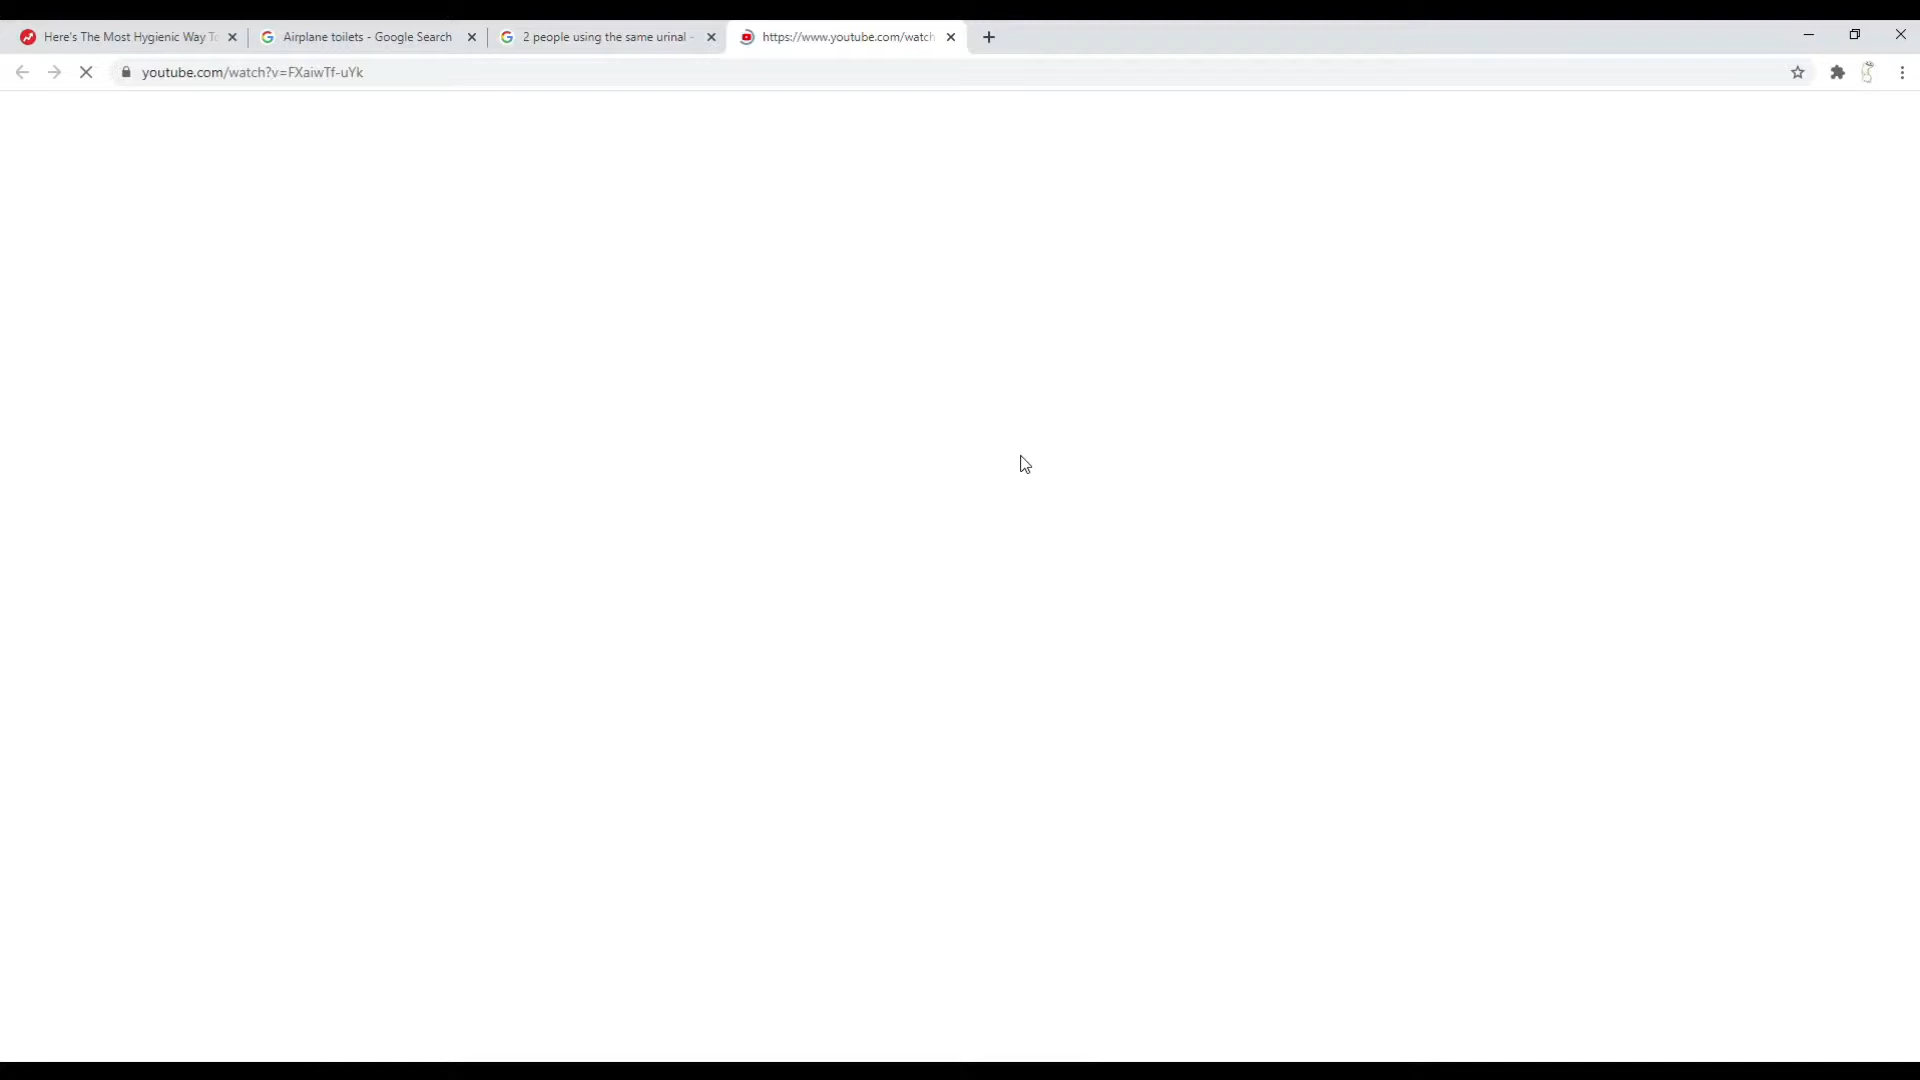 Here's The Most Hygienic Way To
Airplane toilets - Google Search
2 people using the same urinal -
https://www.youtube.com/watch
youtube.com/watch?v=FXaiwTf-uYk